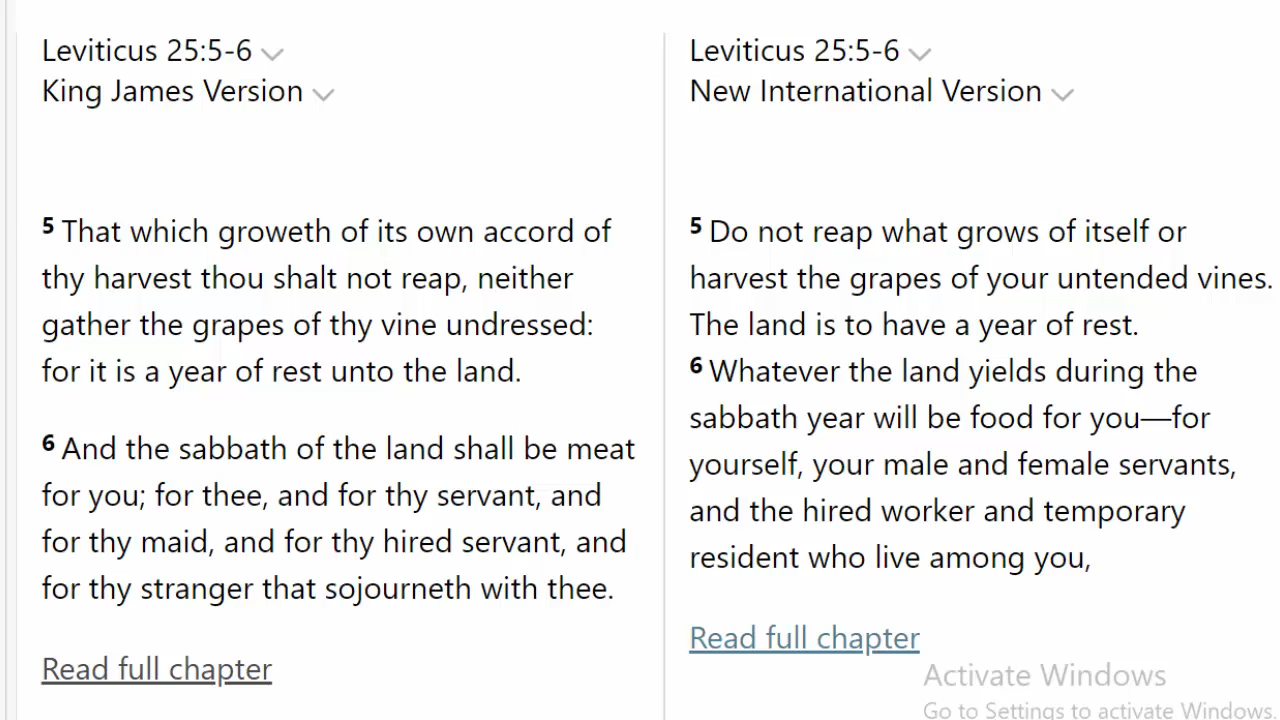 Leviticus 25:5-6
King James Version
5 That which groweth of its own accord of
thy harvest thou shalt not reap, neither
gather the grapes of thy vine undressed:
for it is a year of rest unto the land.
6 And the sabbath of the land shall be meat
for you; for thee, and for thy servant, and
for thy maid, and for thy hired servant, and
for thy stranger that sojourneth with thee.
Read full chapter
Leviticus 25:5-6
New International Version
5 Do not reap what grows of itself or
harvest the grapes of your untended vines.
The land is to have a year of rest.
6 Whatever the land yields during the
sabbath year will be food for you—for
yourself, your male and female servants,
and the hired worker and temporary
resident who live among you,
Read full chapter
Activate Windows
Go to Settings to activate Windows.